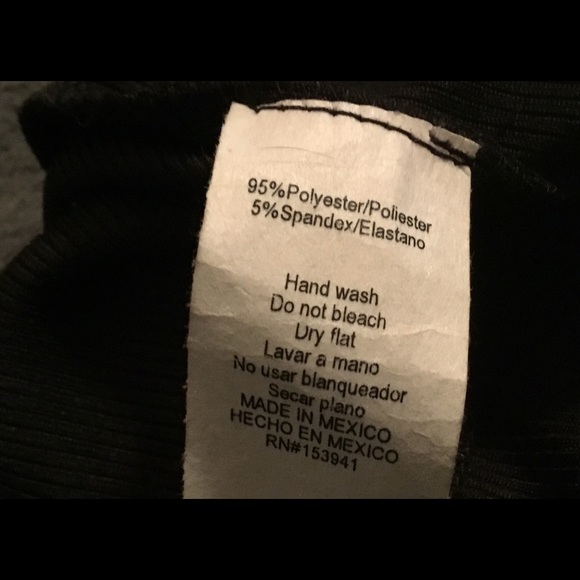 95%Polyester/Poliester
5%Spandex/Elastano
Hand wash
Do not bleach
Dry flat
Lavar a mano
No usar blanqueador
Secar plano
MADE IN MEXICO
HECHO EN MEXICO
RN#153941